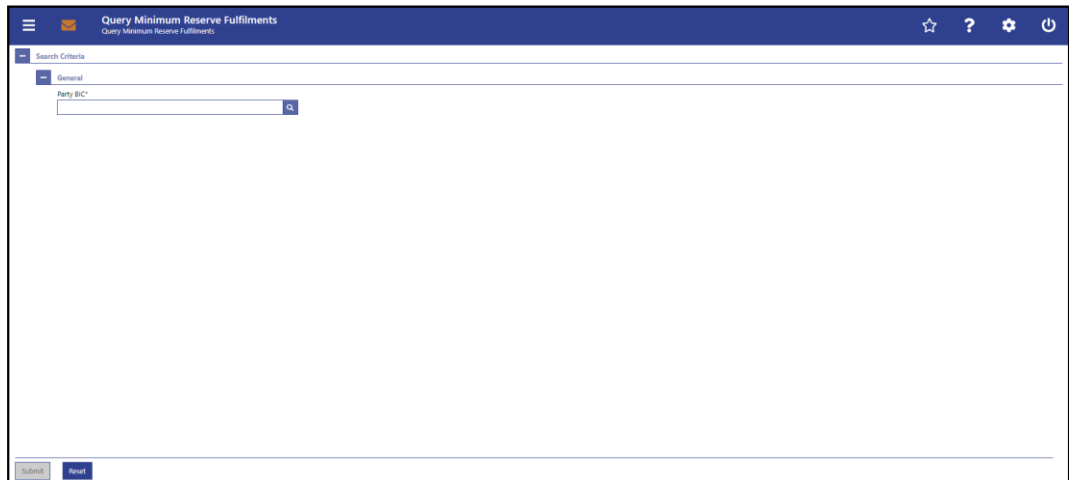 Query Minimum Reserve Fulfilments
Query Minimum Reserve Fulfilments
Search Criteria
General
Party BIC*
Submit
Reset